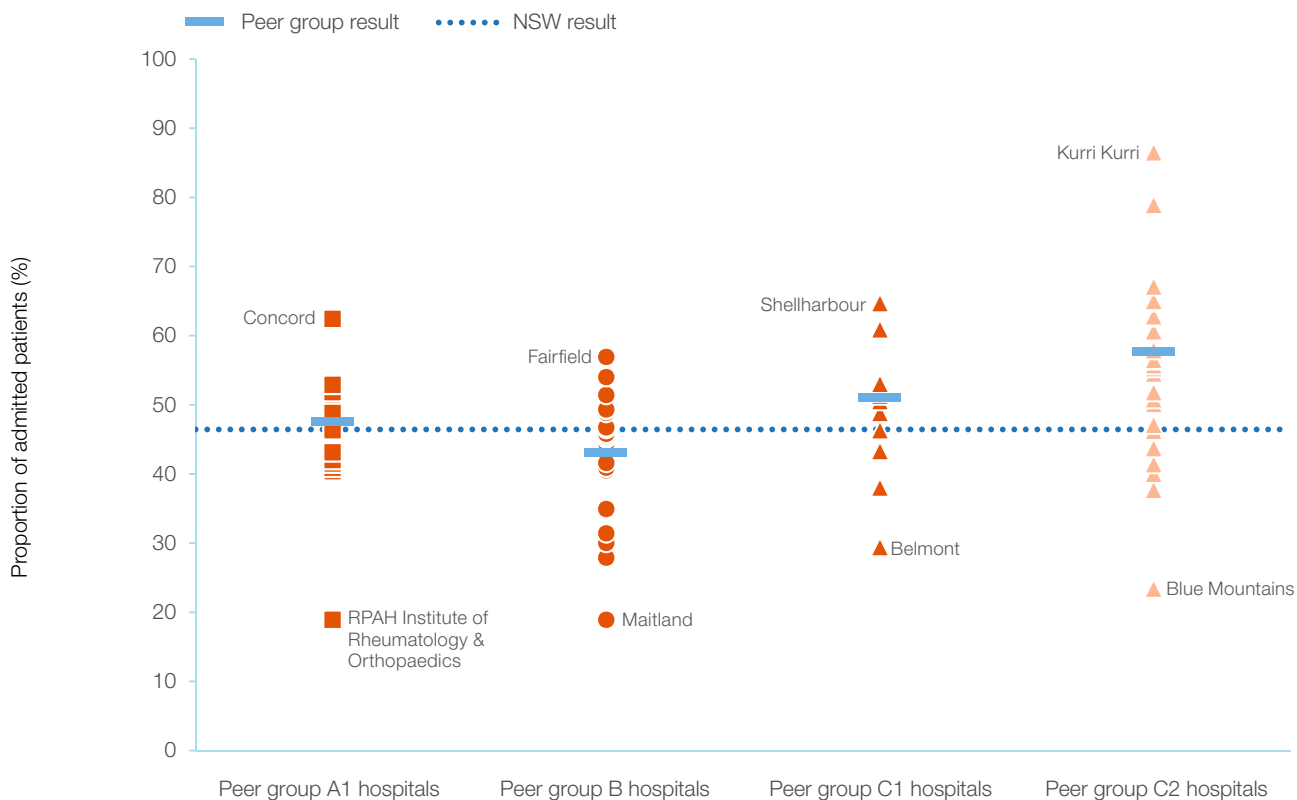 Peer group result
NSW result
Proportion of admitted patients (%)
100
90
80
70
60
50
40
30
20
10
0
Concord
RPAH Institute of
Rheumatology &
Orthopaedics
Fairfield
Maitland
Shellharbour
Belmont
Kurri Kurri
Blue Mountains
Peer group A1 hospitals
Peer group B hospitals
Peer group C1 hospitals
Peer group C2 hospitals